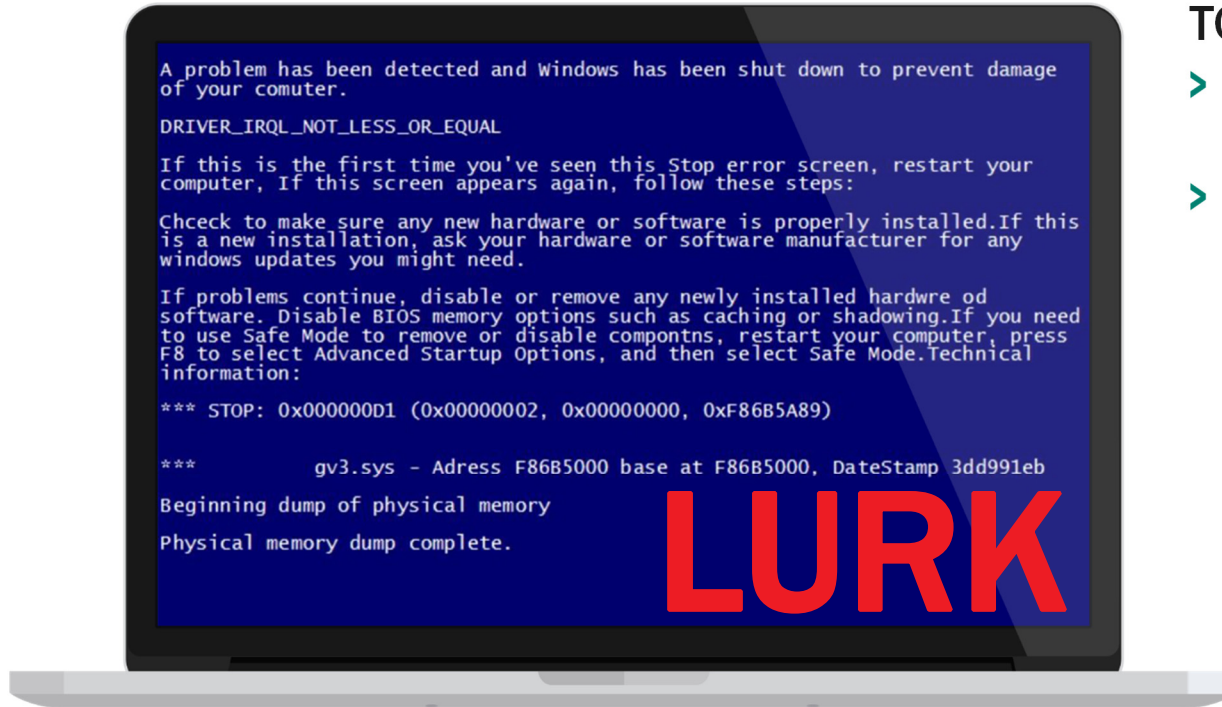 A problem has been detected and Windows has been shut down to prevent damage
of your comuter.
DRIVER_IRQL_NOT_LESS_OR_EQUAL
If this is the first time you've seen this Stop error screen, restart your
computer, If this screen appears again, follow these steps:
Chceck to make sure any new hardware or software is properly installed.If this
is a new installation, ask your hardware or software manufacturer for any
windows updates you might need.
If problems continue, disable or remove any newly installed hardwre od
software. Disable BIOS memory options such as caching or shadowing.If you need
to use Safe Mode to remove or disable compontns, restart your computer, press
F8 to select Advanced Startup Options, and then select Safe Mode.Technical
information:
*** STOP: 0x000000D1 (0x00000002, 0x00000000, 0xF86B5A89)
*** gv3.sys - Adress F86B5000 base at F86B5000, DateStamp 3dd991eb
Beginning dump of physical memory
Physical memory dump complete.
LURK